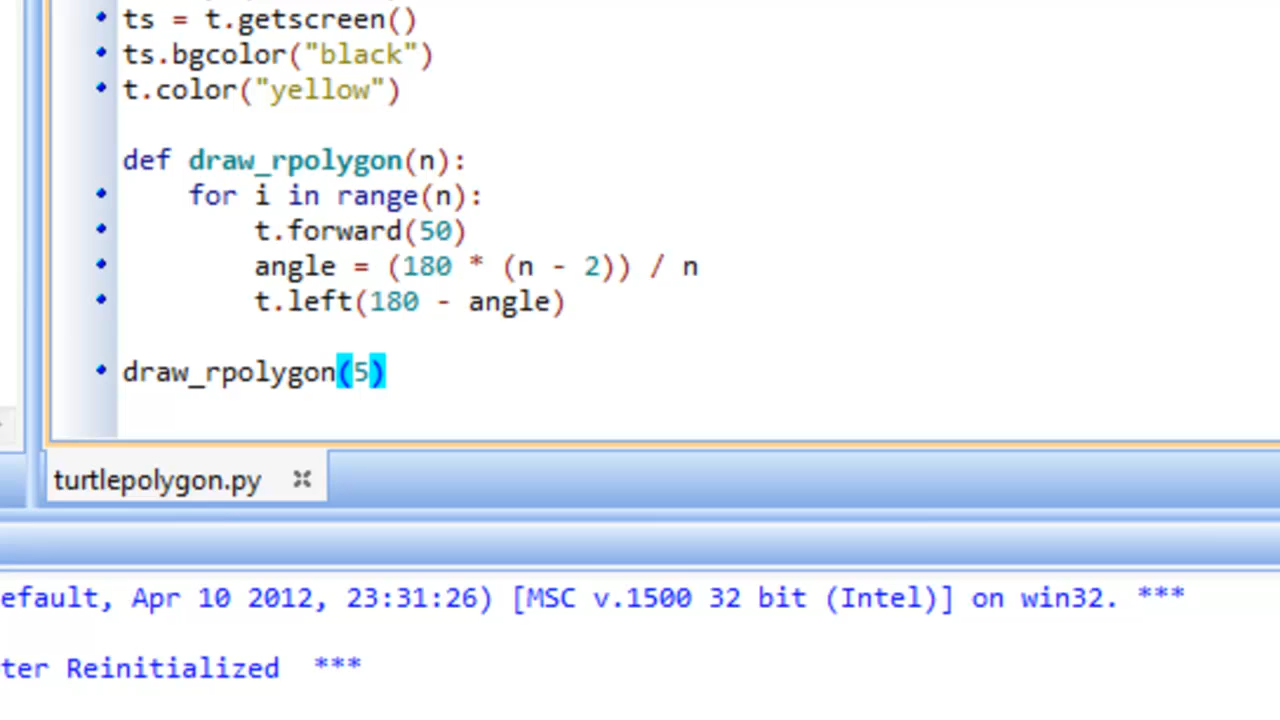 ts = t.getscreen()
ts.bgcolor("black")
t.color("yellow")
def draw_rpolygon(n):
for i in range(n):
t.forward(50)
angle = (180 * (n - 2)) / n
t.left(180 - angle)
draw_rpolygon(5)
turtlepolygon.py
efault, Apr 10 2012, 23:31:26) [MSC v.1500 32 bit (Intel)] on win32. ***
ter Reinitialized ***